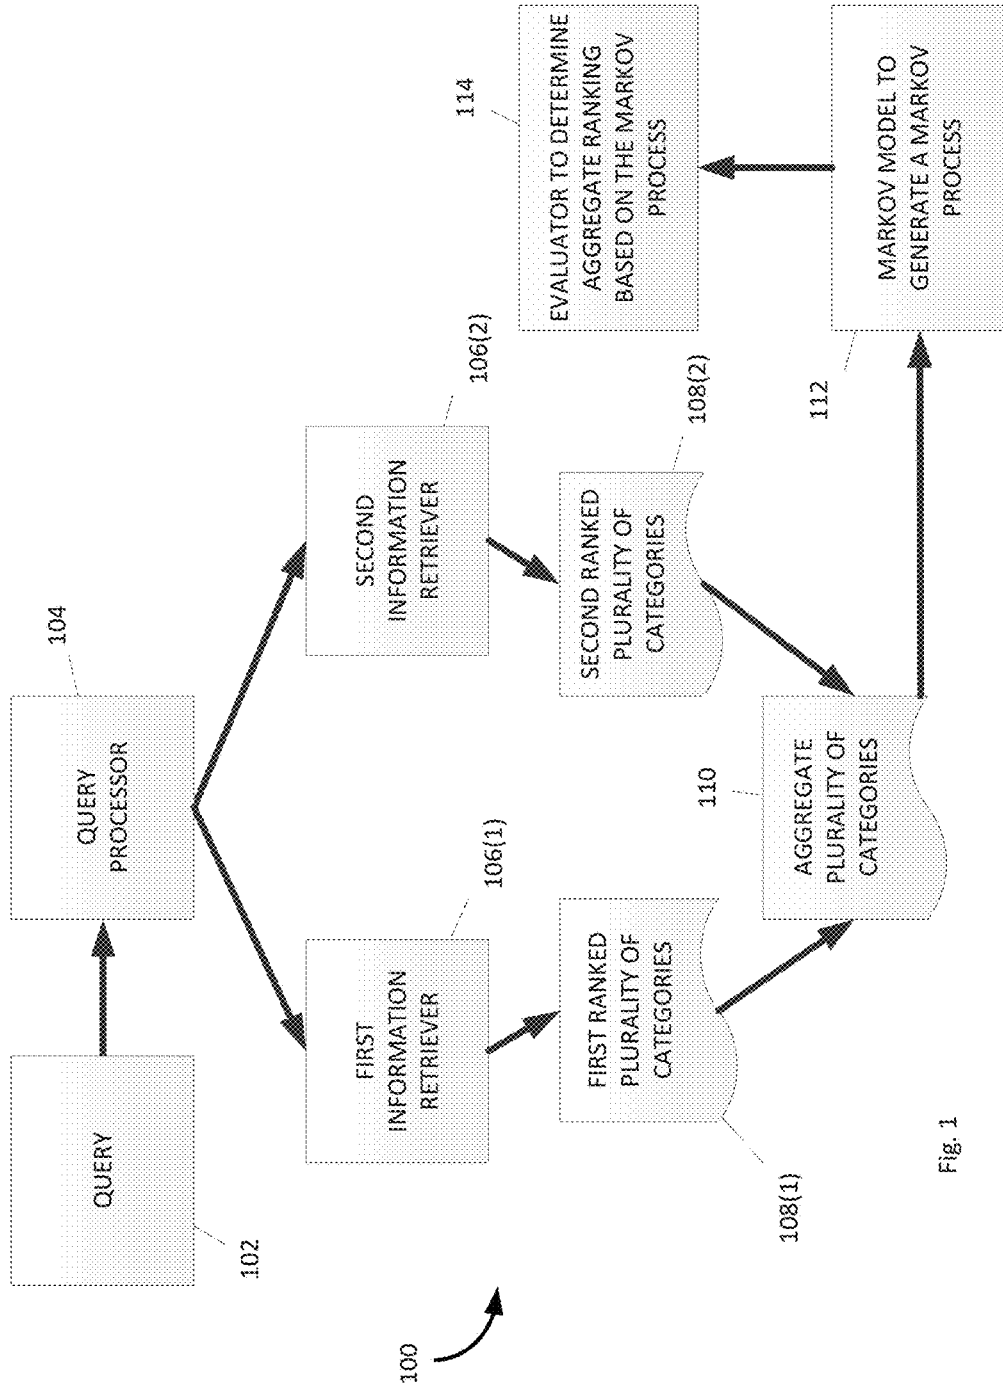 100
QUERY
102
QUERY
PROCESSOR
104
FIRST
INFORMATION
RETRIEVER
106(1)
SECOND
INFORMATION
RETRIEVER
106(2)
FIRST RANKED
PLURALITY OF
CATEGORIES
108(1)
SECOND RANKED
PLURALITY OF
CATEGORIES
108(2)
AGGREGATE
PLURALITY OF
CATEGORIES
110
MARKOV MODEL TO
GENERATE A MARKOV
PROCESS
112
EVALUATOR TO DETERMINE
AGGREGATE RANKING
BASED ON THE MARKOV
PROCESS
114
Fig. 1